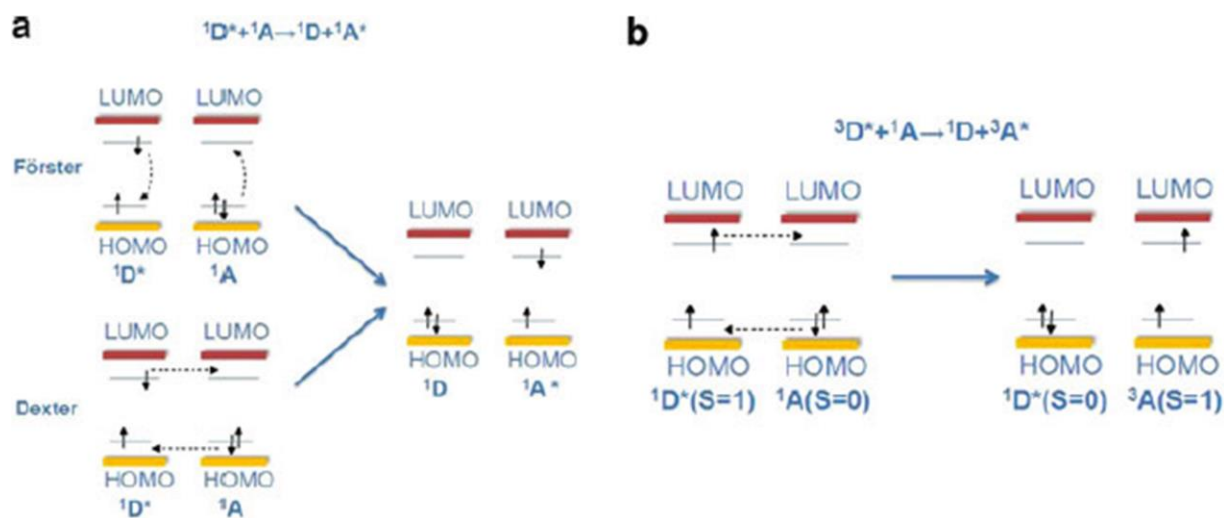 a
¹D*+¹A→¹D+¹A*
LUMO LUMO
Förster
HOMO HOMO
¹D* ¹A
LUMO LUMO
HOMO HOMO
¹D ¹A*
LUMO LUMO
Dexter
HOMO HOMO
¹D* ¹A
b
³D*+¹A→¹D+³A*
LUMO LUMO
HOMO HOMO
¹D*(S=1) ¹A(S=0)
LUMO LUMO
HOMO HOMO
¹D*(S=0) ³A(S=1)